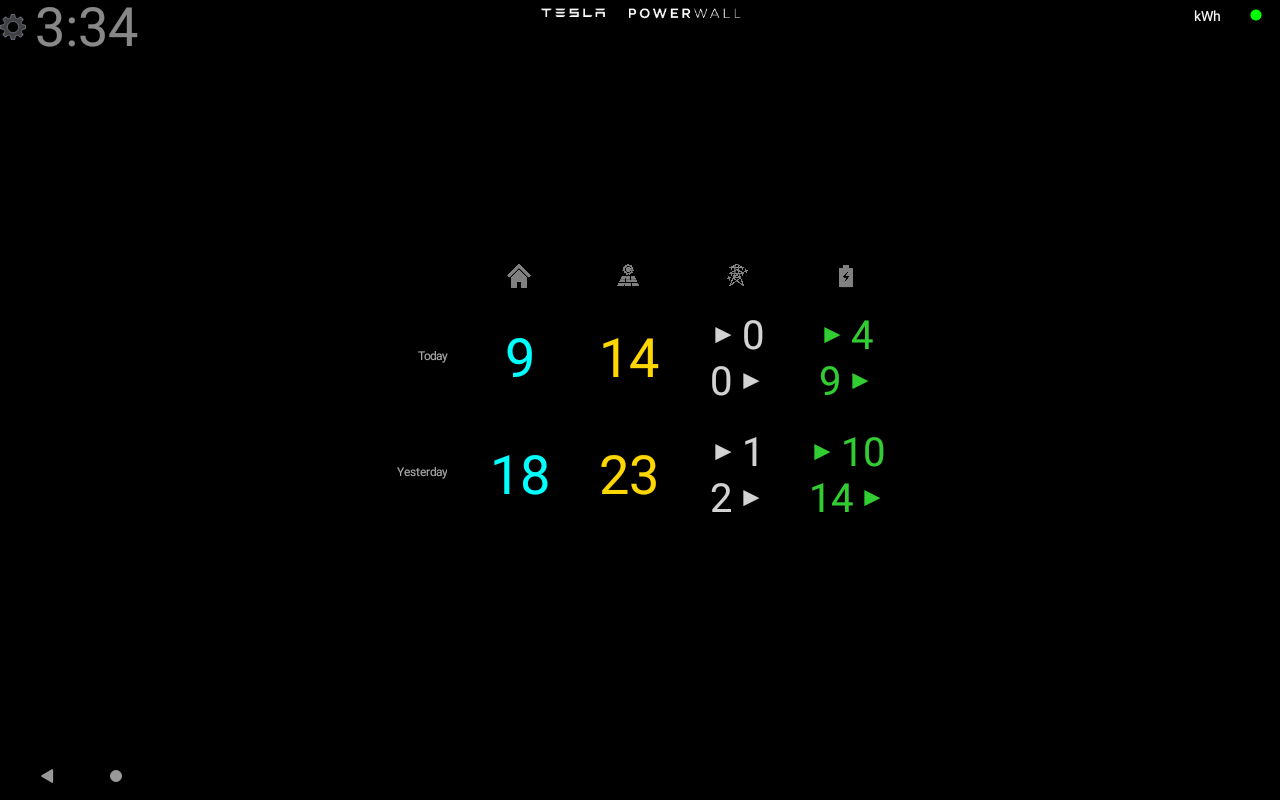 3:34
TESLA POWERWALL
kWh
Today 9 14 ► 0 ► 4
0 ► 9 ►
Yesterday 18 23 ► 1 ► 10
2 ► 14 ►